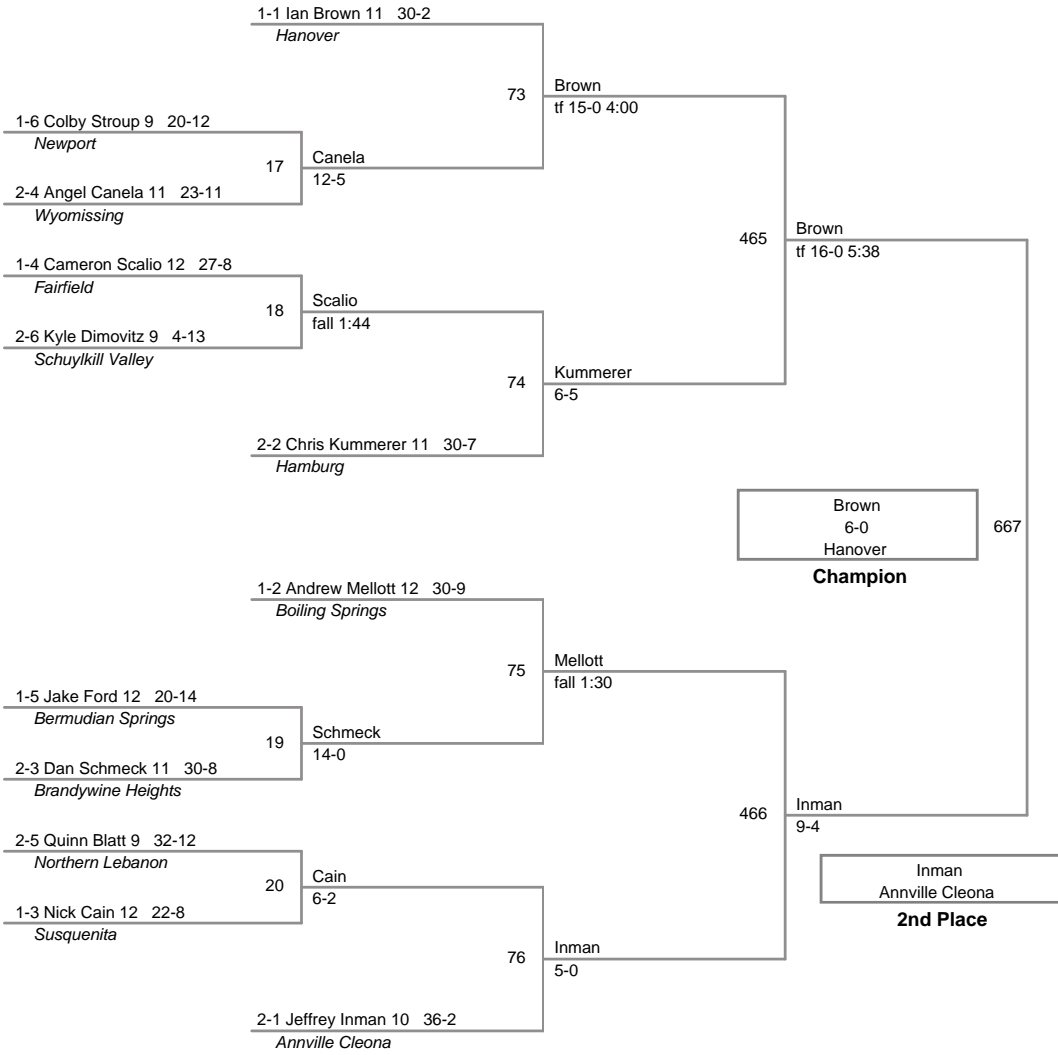 1-1 Ian Brown 11 30-2
Hanover
73
Brown
tf 15-0 4:00
1-6 Colby Stroup 9 20-12
Newport
17
Canela
12-5
2-4 Angel Canela 11 23-11
Wyomissing
465
Brown
tf 16-0 5:38
1-4 Cameron Scalio 12 27-8
Fairfield
18
Scalio
fall 1:44
2-6 Kyle Dimovitz 9 4-13
Schuylkill Valley
74
Kummerer
6-5
2-2 Chris Kummerer 11 30-7
Hamburg
Brown
6-0
Hanover
Champion
667
1-2 Andrew Mellott 12 30-9
Boiling Springs
75
Mellott
fall 1:30
1-5 Jake Ford 12 20-14
Bermudian Springs
19
Schmeck
14-0
2-3 Dan Schmeck 11 30-8
Brandywine Heights
466
Inman
9-4
2-5 Quinn Blatt 9 32-12
Northern Lebanon
20
Cain
6-2
1-3 Nick Cain 12 22-8
Susquenita
Inman
Annville Cleona
2nd Place
76
Inman
5-0
2-1 Jeffrey Inman 10 36-2
Annville Cleona